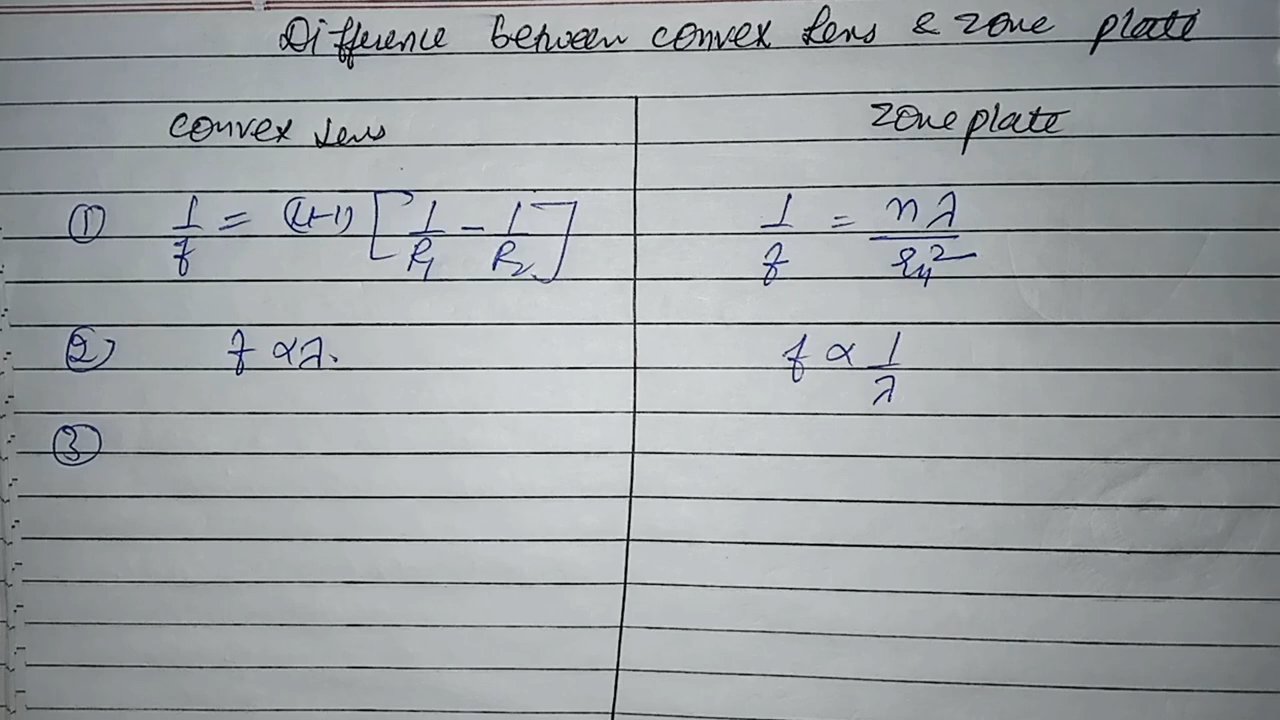 Difference between convex lens & zone plate
convex lens zone plate
① 1/f = (μ-1) [1/R₁ - 1/R₂] 1/f = nλ/rₙ²
② f ∝ λ. f ∝ 1/λ
③